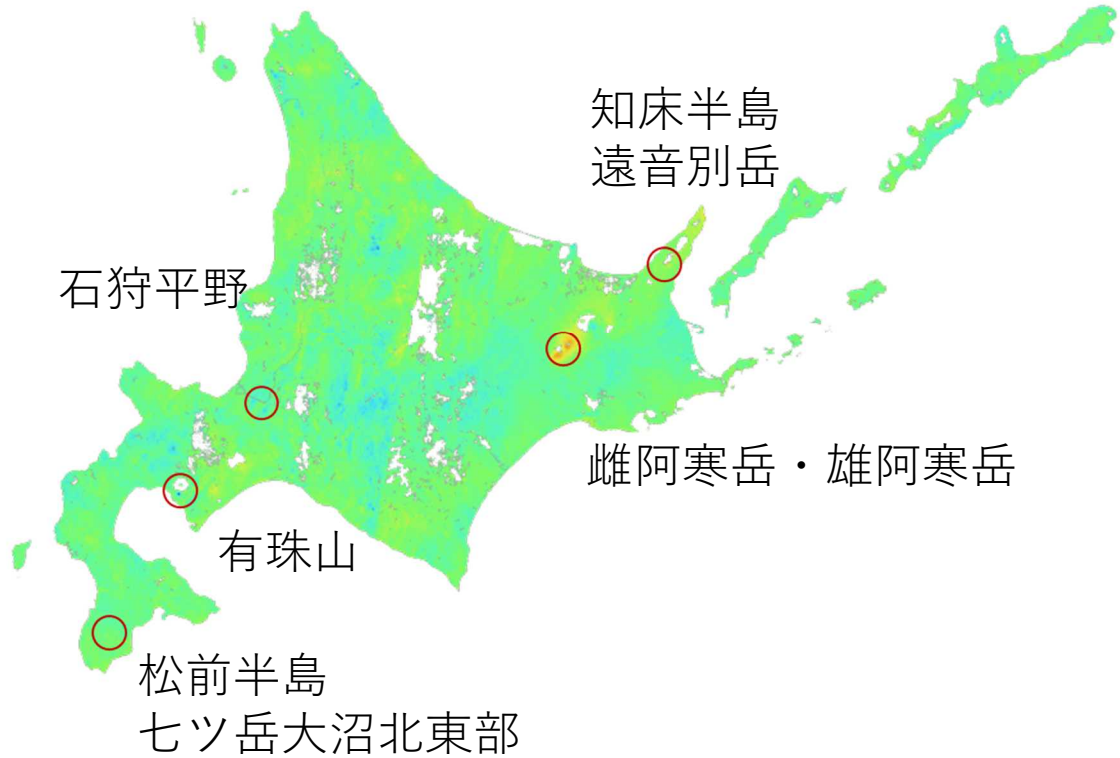 知床半島
遠音別岳
石狩平野
雌阿寒岳・雄阿寒岳
有珠山
松前半島
七ツ岳大沼北東部